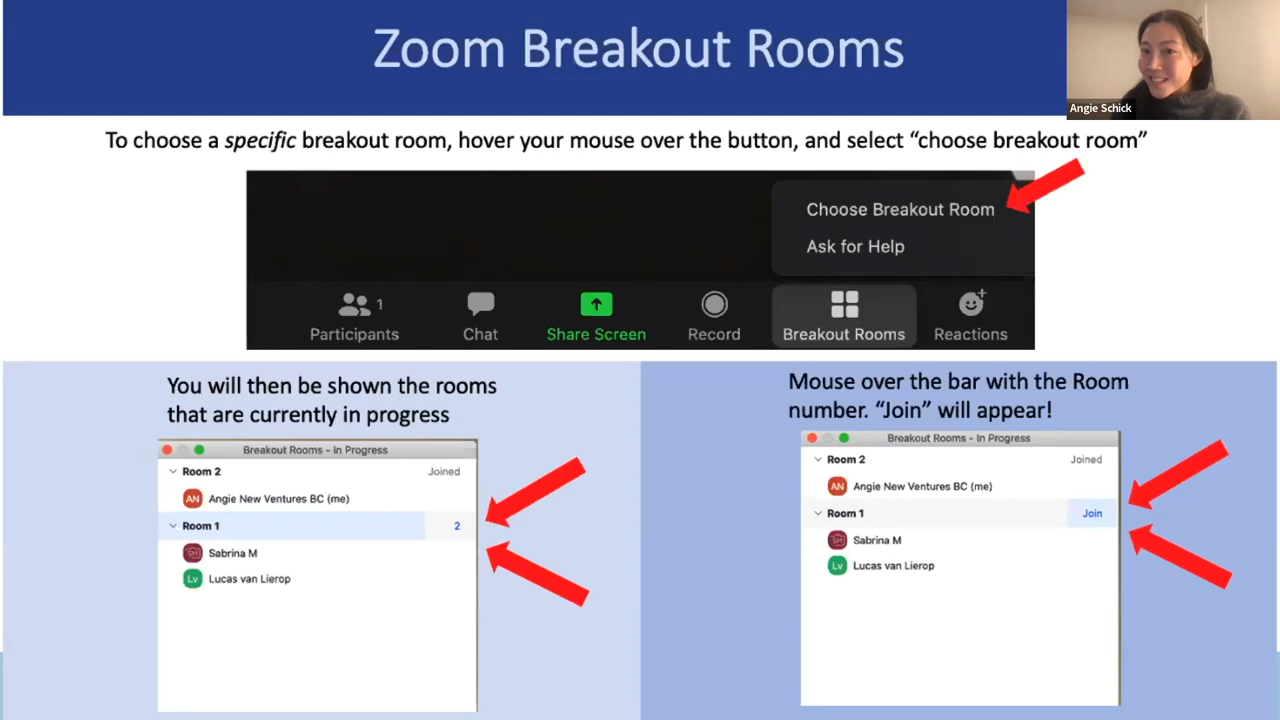 Zoom Breakout Rooms
Angie Schick
To choose a specific breakout room, hover your mouse over the button, and select “choose breakout room”
Choose Breakout Room
Ask for Help
1
Participants
Chat
Share Screen
Record
Breakout Rooms
Reactions
You will then be shown the rooms
that are currently in progress
Breakout Rooms - In Progress
Room 2 Joined
AN Angie New Ventures BC (me)
Room 1 2
SM Sabrina M
Lv Lucas van Lierop
Mouse over the bar with the Room
number. “Join” will appear!
Breakout Rooms - In Progress
Room 2 Joined
AN Angie New Ventures BC (me)
Room 1 Join
SM Sabrina M
Lv Lucas van Lierop